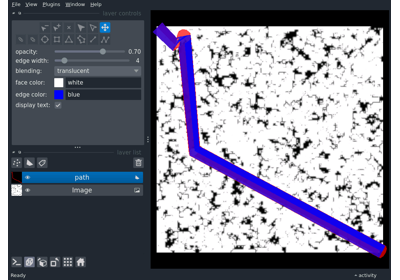 File View Plugins Window Help
layer controls
opacity: 0.70
edge width: 4
blending: translucent
face color: white
edge color: blue
display text:
layer list
path
Image
Ready
activity